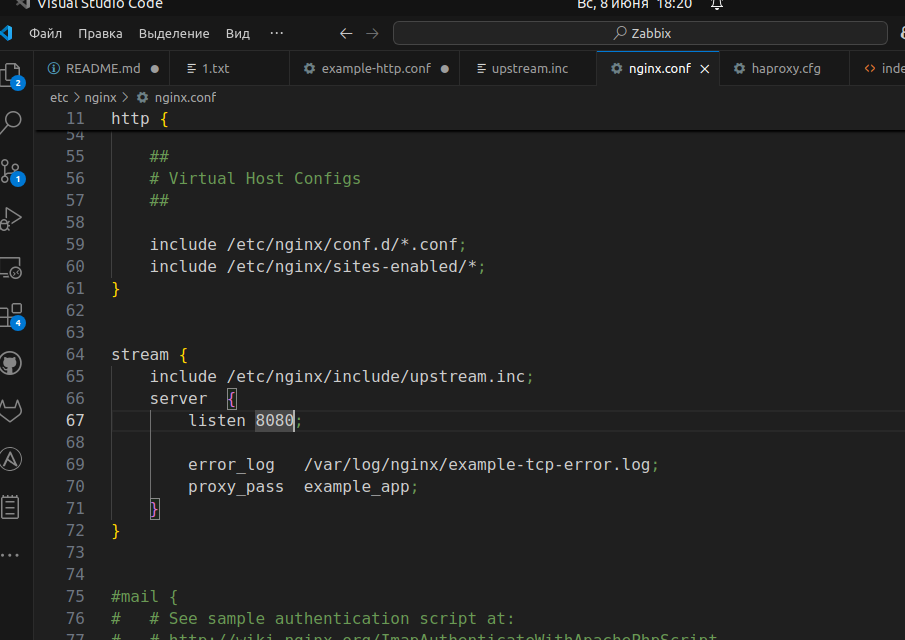 Visual Studio Code
Вс, 8 июня 18:20
Файл Правка Выделение Вид ··· ← → Zabbix
README.md ● 1.txt example-http.conf ● upstream.inc nginx.conf × haproxy.cfg <> inde
etc > nginx > nginx.conf
11 http {
54
55 ##
56 # Virtual Host Configs
57 ##
58
59 include /etc/nginx/conf.d/*.conf;
60 include /etc/nginx/sites-enabled/*;
61 }
62
63
64 stream {
65 include /etc/nginx/include/upstream.inc;
66 server {
67 listen 8080;
68
69 error_log /var/log/nginx/example-tcp-error.log;
70 proxy_pass example_app;
71 }
72 }
73
74
75 #mail {
76 # # See sample authentication script at:
77 # # http://wiki.nginx.org/ImapAuthenticateWithApachePhpScript
2
1
4